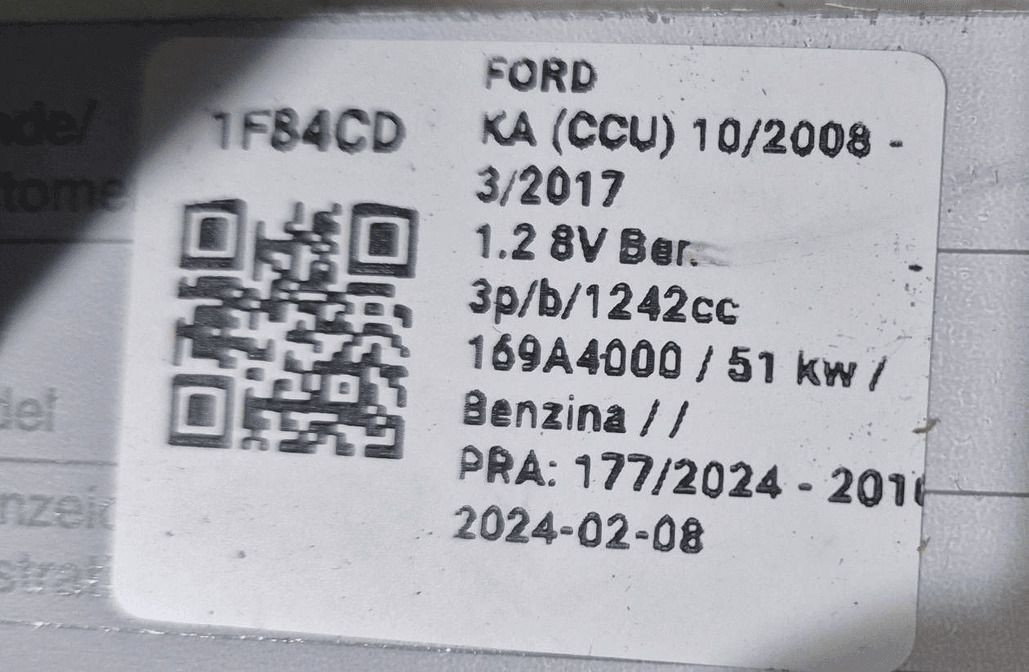 1F84CD
FORD
KA (CCU) 10/2008 -
3/2017
1.2 8V Ber.
3p/b/1242cc
169A4000 / 51 kw /
Benzina / /
PRA: 177/2024 -
2024-02-08